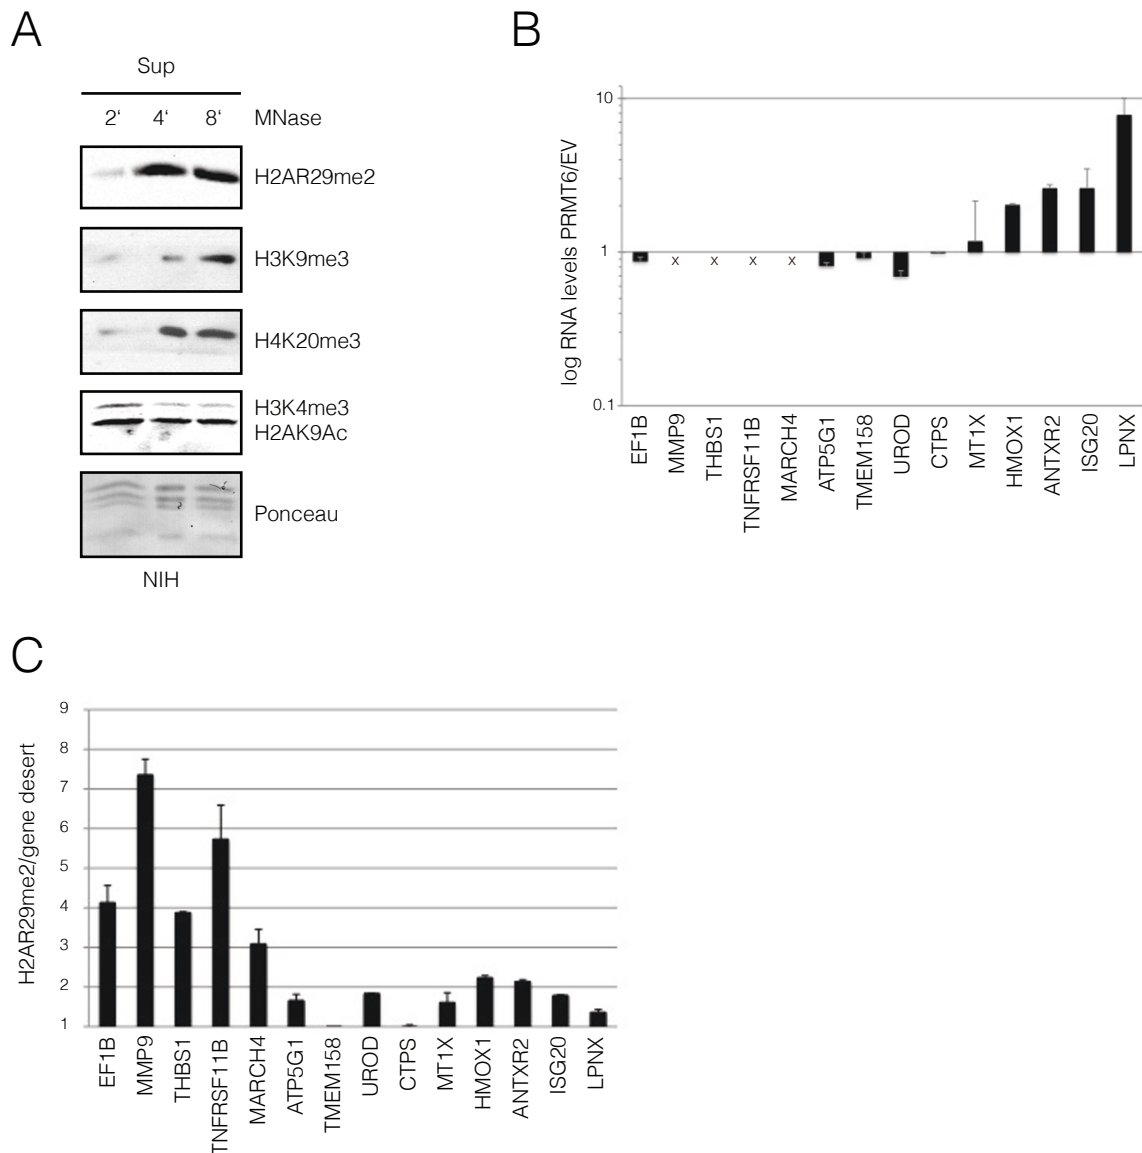 A
Sup
2‘ 4‘ 8‘ MNase
H2AR29me2
H3K9me3
H4K20me3
H3K4me3
H2AK9Ac
Ponceau
NIH
B
log RNA levels PRMT6/EV
10
1
0.1
x x x x
EF1B
MMP9
THBS1
TNFRSF11B
MARCH4
ATP5G1
TMEM158
UROD
CTPS
MT1X
HMOX1
ANTXR2
ISG20
LPNX
C
H2AR29me2/gene desert
9
8
7
6
5
4
3
2
1
EF1B
MMP9
THBS1
TNFRSF11B
MARCH4
ATP5G1
TMEM158
UROD
CTPS
MT1X
HMOX1
ANTXR2
ISG20
LPNX